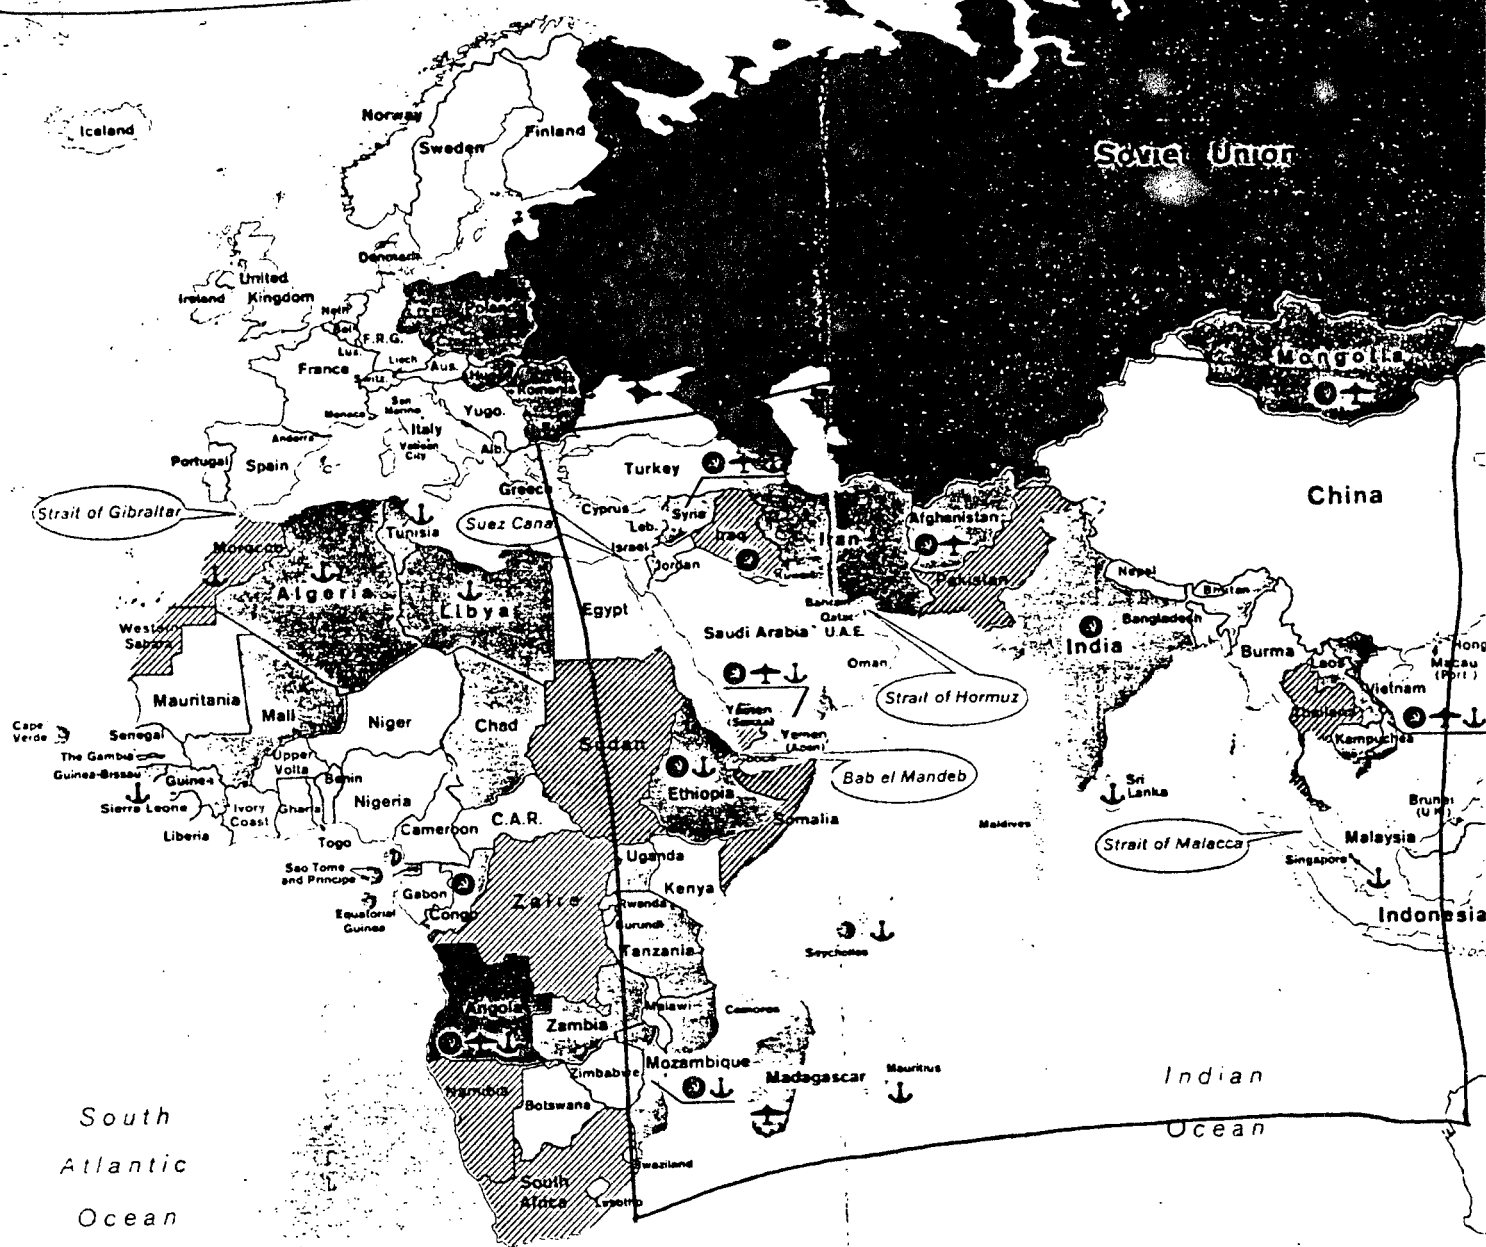 Soviet Union
Iceland
Norway
Sweden
Finland
Denmark
United
Kingdom
Ireland
Neth
Bel
Lux.
F.R.G.
Poland
France
Liech
Switz.
Aus.
Romania
Mongolia
Monaco
San
Marino
Yugo.
Italy
Vatican
City
Alb.
Andorra
Portugal
Spain
Greece
Turkey
China
Strait of Gibraltar
Tunisia
Suez Canal
Cyprus
Leb.
Syria
Israel
Jordan
Iraq
Iran
Afghanistan
Pakistan
Morocco
Algeria
Libya
Egypt
Nepal
Bhutan
Bangladesh
India
Burma
Bahrain
Qatar
U.A.E.
Saudi Arabia
Oman
Western
Sahara
Laos
Hong
Macau
(Port.)
Vietnam
Thailand
Kampuchea
Strait of Hormuz
Mauritania
Mali
Niger
Chad
Sudan
Yemen
(Sanaa)
Yemen
(Aden)
Cape
Verde
Senegal
The Gambia
Guinea-Bissau
Guinea
Sierra Leone
Liberia
Ivory
Coast
Upper
Volta
Ghana
Togo
Benin
Nigeria
Cameroon
C.A.R.
Ethiopia
Bab el Mandeb
Somalia
Sri
Lanka
Maldives
Strait of Malacca
Brunei
(U.K.)
Malaysia
Singapore
Indonesia
Sao Tome
and Principe
Equatorial
Guinea
Gabon
Congo
Zaire
Uganda
Kenya
Rwanda
Burundi
Tanzania
Seychelles
Angola
Zambia
Malawi
Comoros
Mozambique
Zimbabwe
Madagascar
Mauritius
Namibia
Botswana
Swaziland
South
Africa
Lesotho
South
Atlantic
Ocean
Indian
Ocean